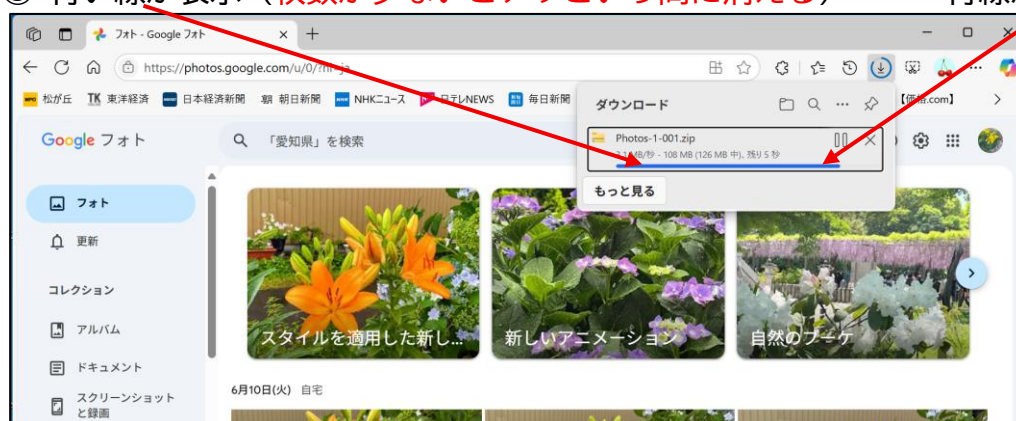 青い線が表示(枚数が少ないとアッという間に消える)
フォト - Google フォト
https://photos.google.com/u/0/?hl=ja
松が丘 東洋経済 日本経済新聞 朝日新聞 NHKニュース 日テレNEWS 毎日新聞 【価格.com】
ダウンロード
Photos-1-001.zip
MB/秒 - 108 MB (126 MB 中)、残り 5 秒
もっと見る
Google フォト
「愛知県」を検索
フォト
更新
コレクション
アルバム
ドキュメント
スクリーンショット
と録画
スタイルを適用した新し...
新しいアニメーション
自然のブーケ
6月10日(火) 自宅